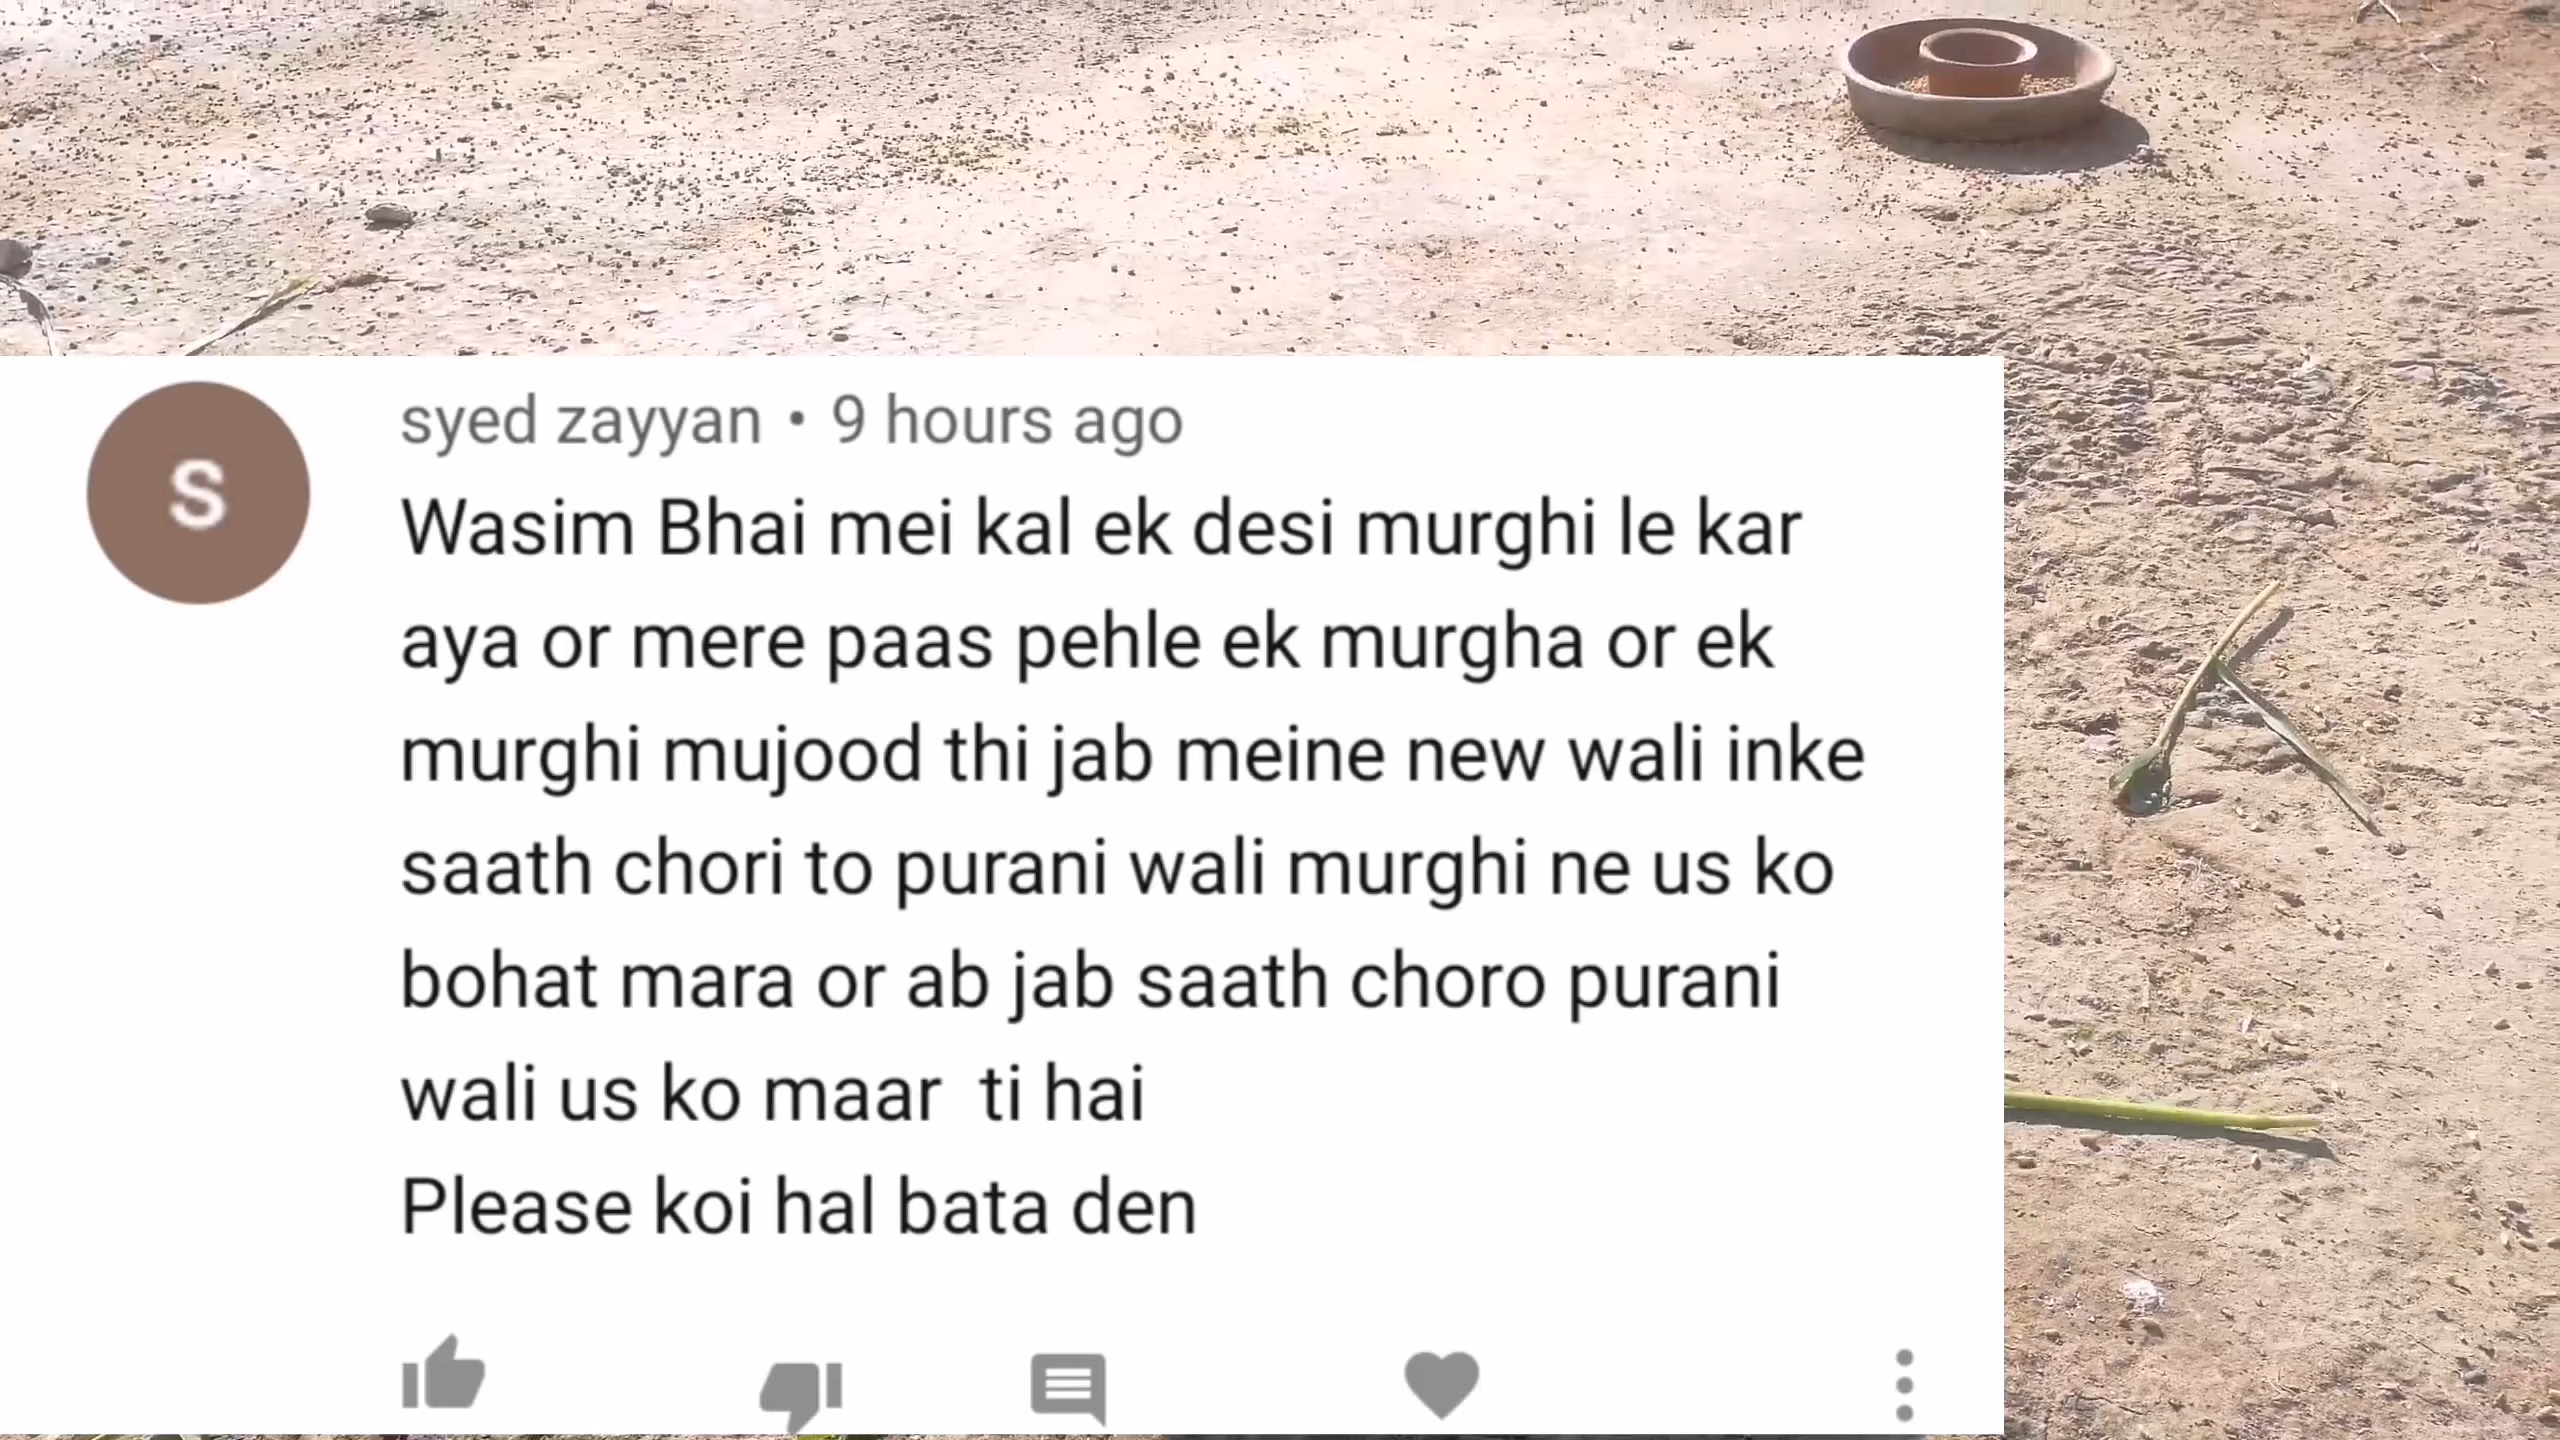 S
syed zayyan • 9 hours ago
Wasim Bhai mei kal ek desi murghi le kar
aya or mere paas pehle ek murgha or ek
murghi mujood thi jab meine new wali inke
saath chori to purani wali murghi ne us ko
bohat mara or ab jab saath choro purani
wali us ko maar  ti hai
Please koi hal bata den